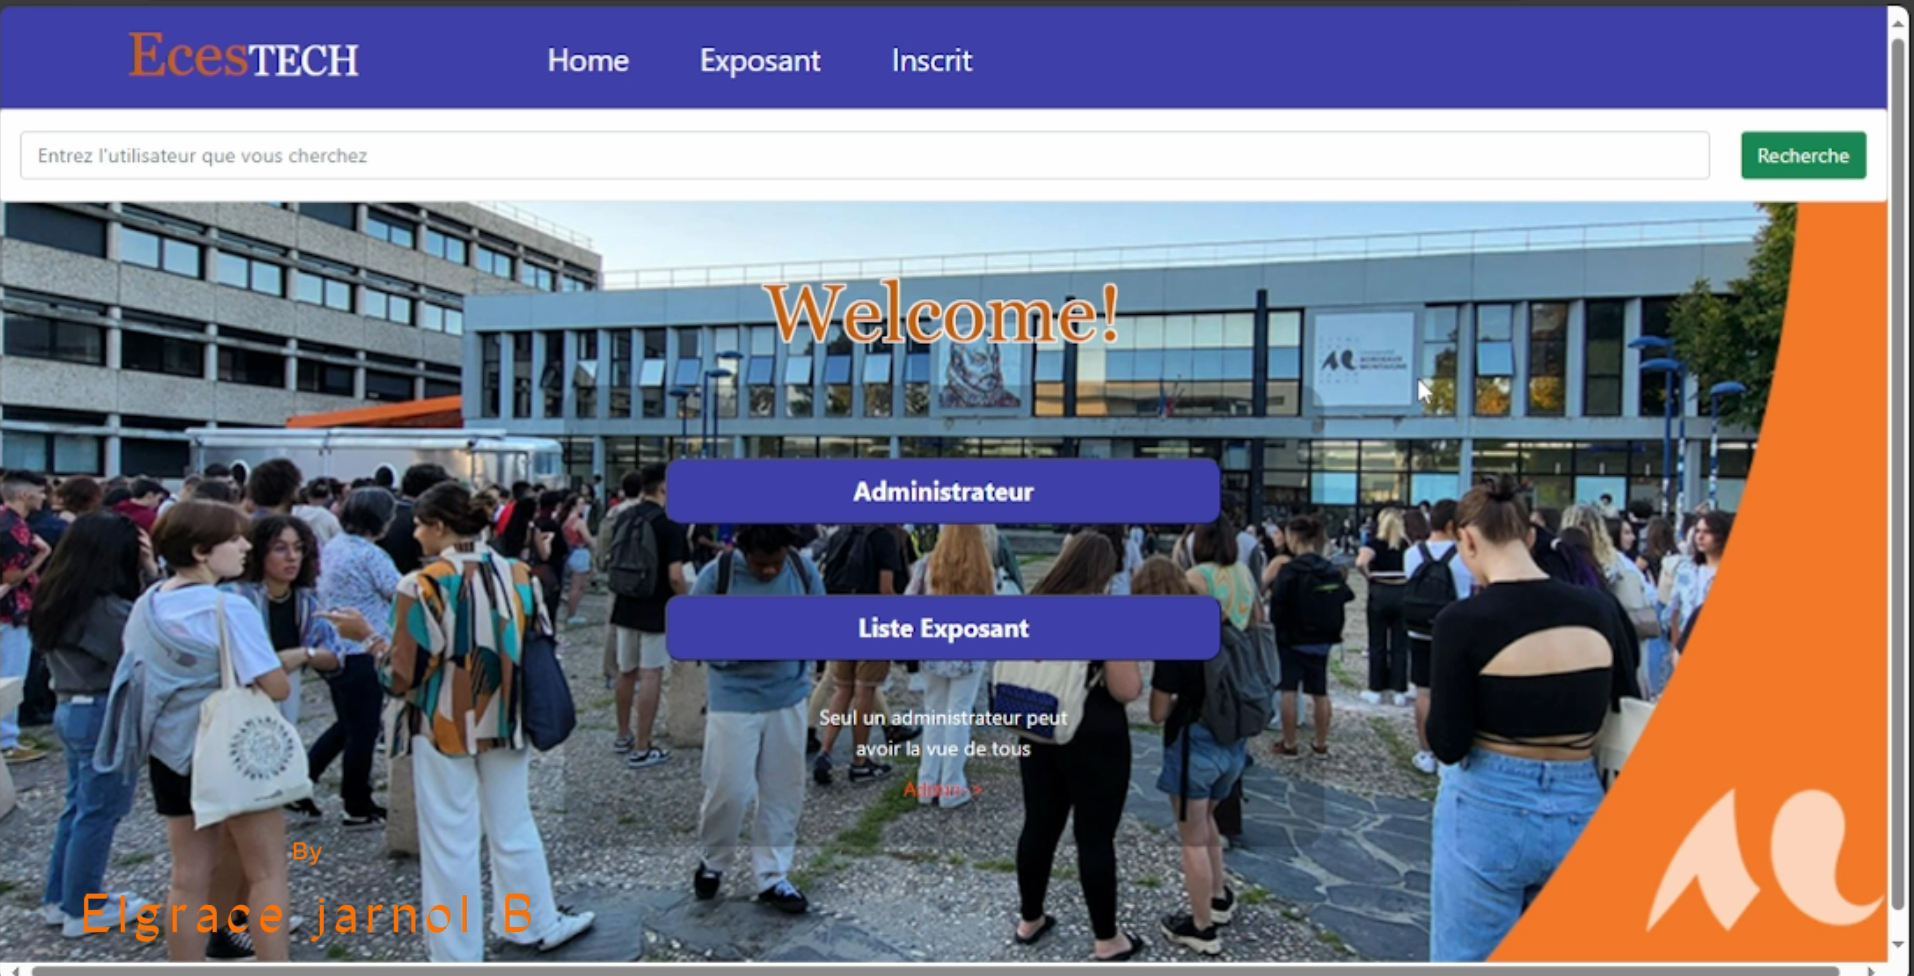 EcesTECH
Home
Exposant
Inscrit
Entrez l'utilisateur que vous cherchez
Recherche
Welcome!
Administrateur
Liste Exposant
Seul un administrateur peut
avoir la vue de tous
By
Elgrace jarnol B